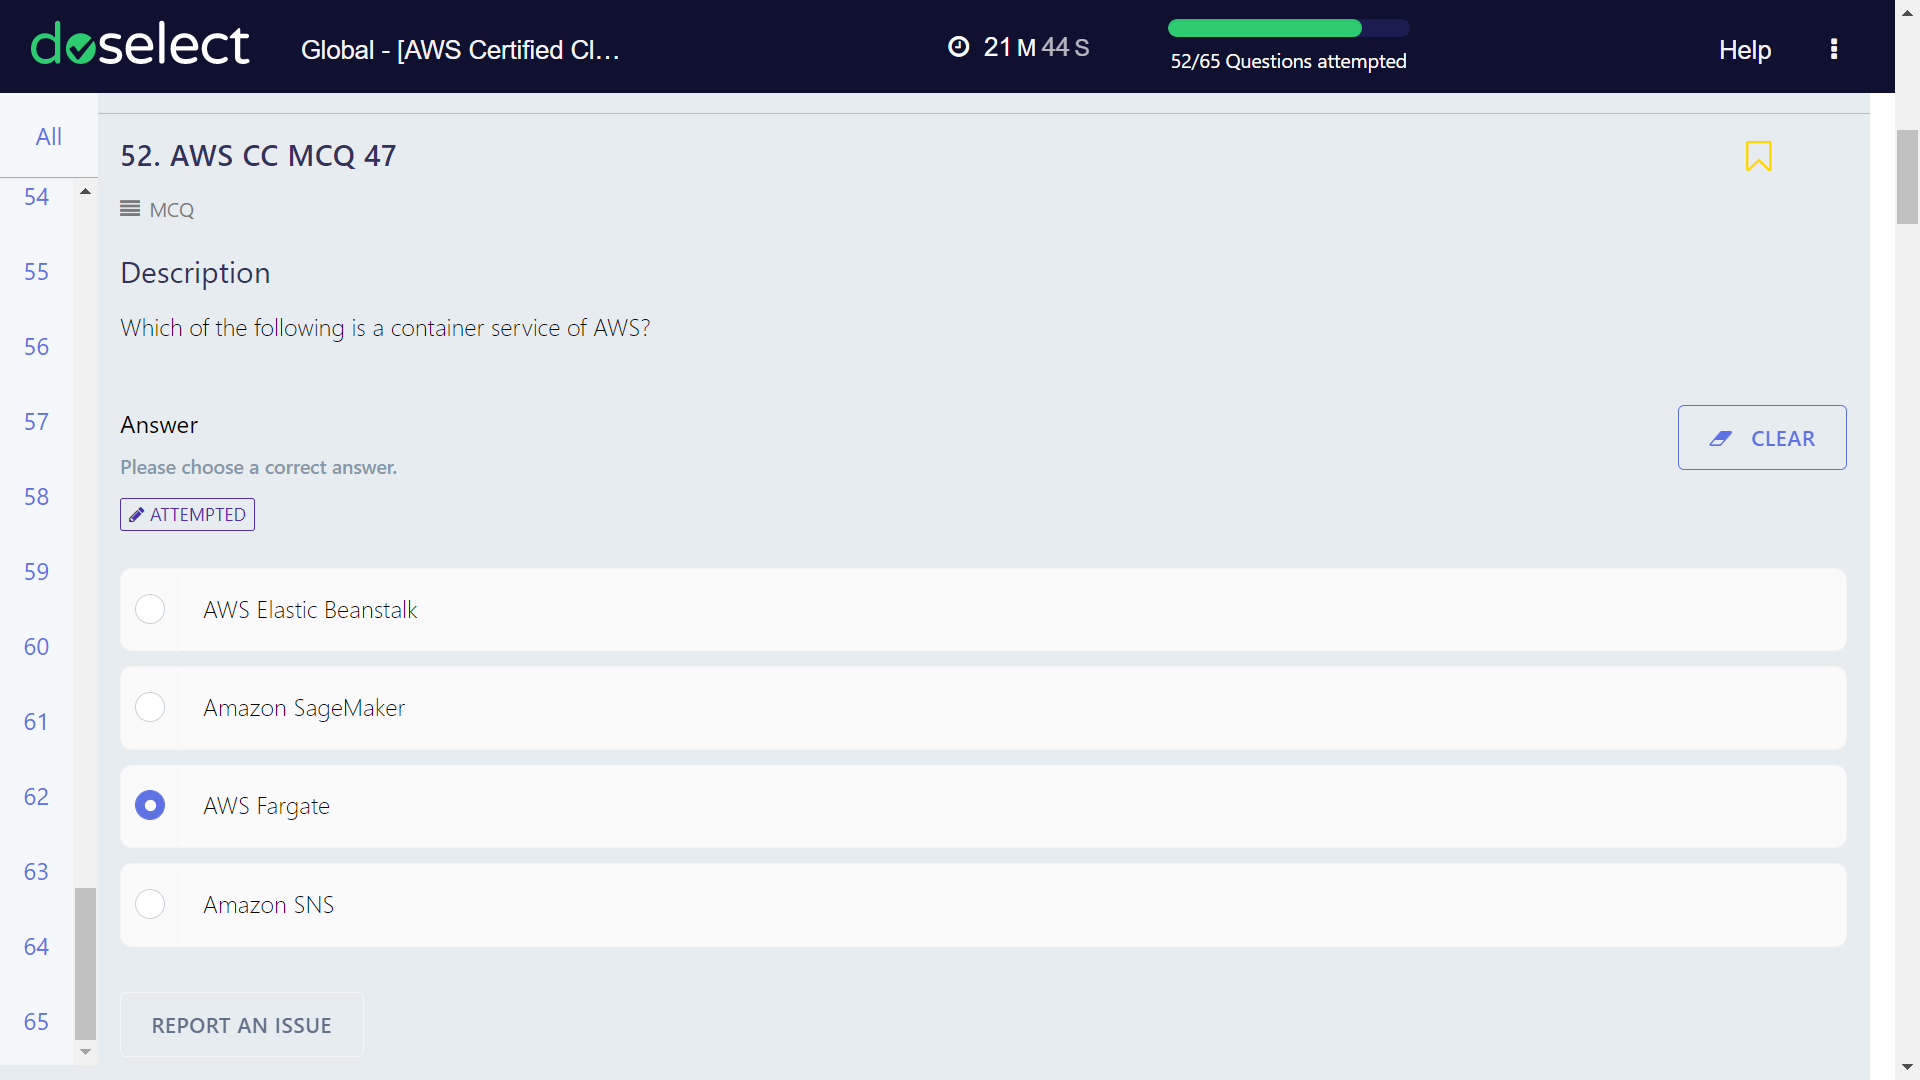 doselect
Global - [AWS Certified Cl...
21 M 44 S
52/65 Questions attempted
Help
All
54
55
56
57
58
59
60
61
62
63
64
65
52. AWS CC MCQ 47
MCQ
Description
Which of the following is a container service of AWS?
Answer
CLEAR
Please choose a correct answer.
ATTEMPTED
AWS Elastic Beanstalk
Amazon SageMaker
AWS Fargate
Amazon SNS
REPORT AN ISSUE